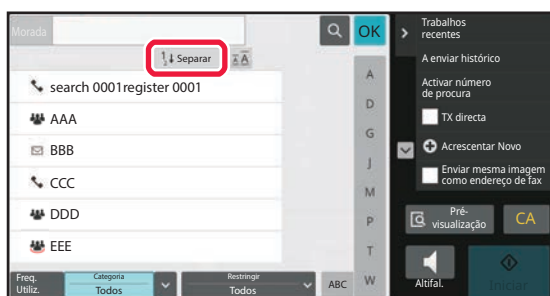 Morada
OK
1↓2 Separar
search 0001register 0001
AAA
BBB
CCC
DDD
EEE
A
D
G
J
M
P
T
W
Freq.
Utiliz.
Categoria
Todos
Restringir
Todos
ABC
Trabalhos
recentes
A enviar histórico
Activar número
de procura
TX directa
Acrescentar Novo
Enviar mesma imagem
como endereço de fax
Pré-
visualização
CA
Altifal.
Iniciar